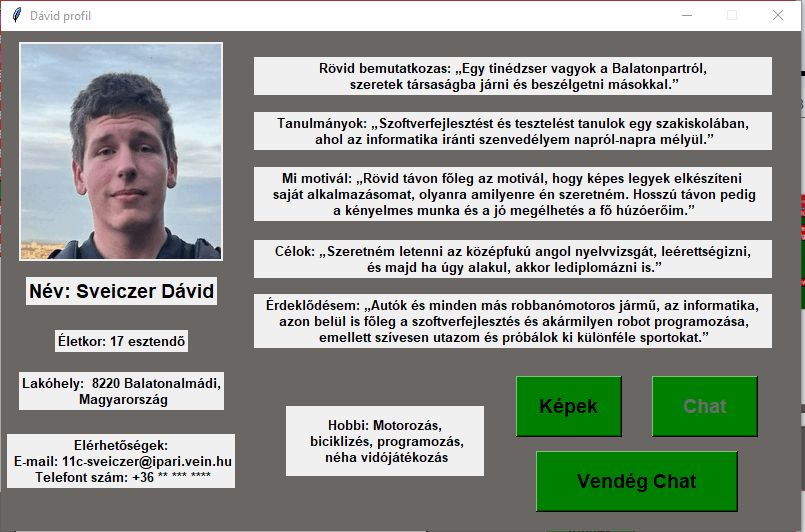 Dávid profil
Rövid bemutatkozas: „Egy tinédzser vagyok a Balatonpartról,
szeretek társaságba járni és beszélgetni másokkal.”
Tanulmányok: „Szoftverfejlesztést és tesztelést tanulok egy szakiskolában,
ahol az informatika iránti szenvedélyem napról-napra mélyül.”
Mi motivál: „Rövid távon főleg az motivál, hogy képes legyek elkészíteni
saját alkalmazásomat, olyanra amilyenre én szeretném. Hosszú távon pedig
a kényelmes munka és a jó megélhetés a fő húzóerőim.”
Célok: „Szeretném letenni az középfukú angol nyelvvizsgát, leérettségizni,
és majd ha úgy alakul, akkor lediplomázni is.”
Érdeklődésem: „Autók és minden más robbanómotoros jármű, az informatika,
azon belül is főleg a szoftverfejlesztés és akármilyen robot programozása,
emellett szívesen utazom és próbálok ki különféle sportokat.”
Név: Sveiczer Dávid
Életkor: 17 esztendő
Lakóhely:  8220 Balatonalmádi,
Magyarország
Elérhetőségek:
E-mail: 11c-sveiczer@ipari.vein.hu
Telefont szám: +36 ** *** ****
Hobbi: Motorozás,
biciklizés, programozás,
néha vidójátékozás
Képek
Chat
Vendég Chat